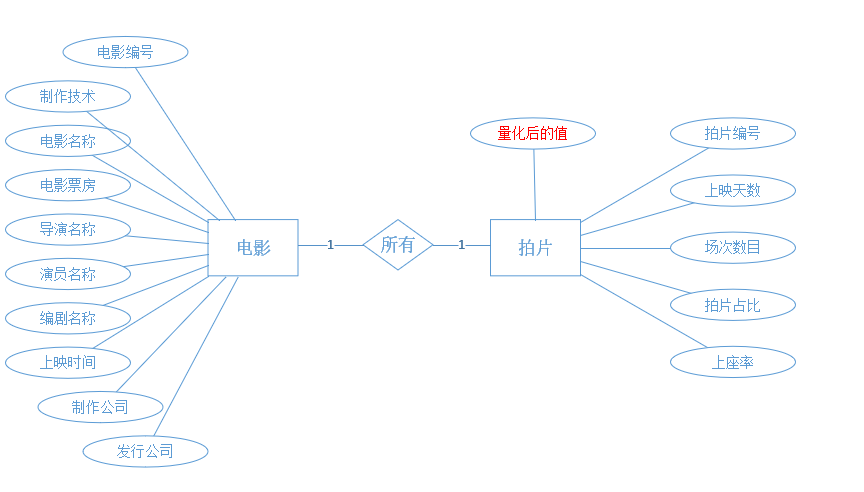 电影编号
制作技术
电影名称
电影票房
导演名称
演员名称
编剧名称
上映时间
制作公司
发行公司
电影
1
所有
1
拍片
量化后的值
拍片编号
上映天数
场次数目
拍片占比
上座率